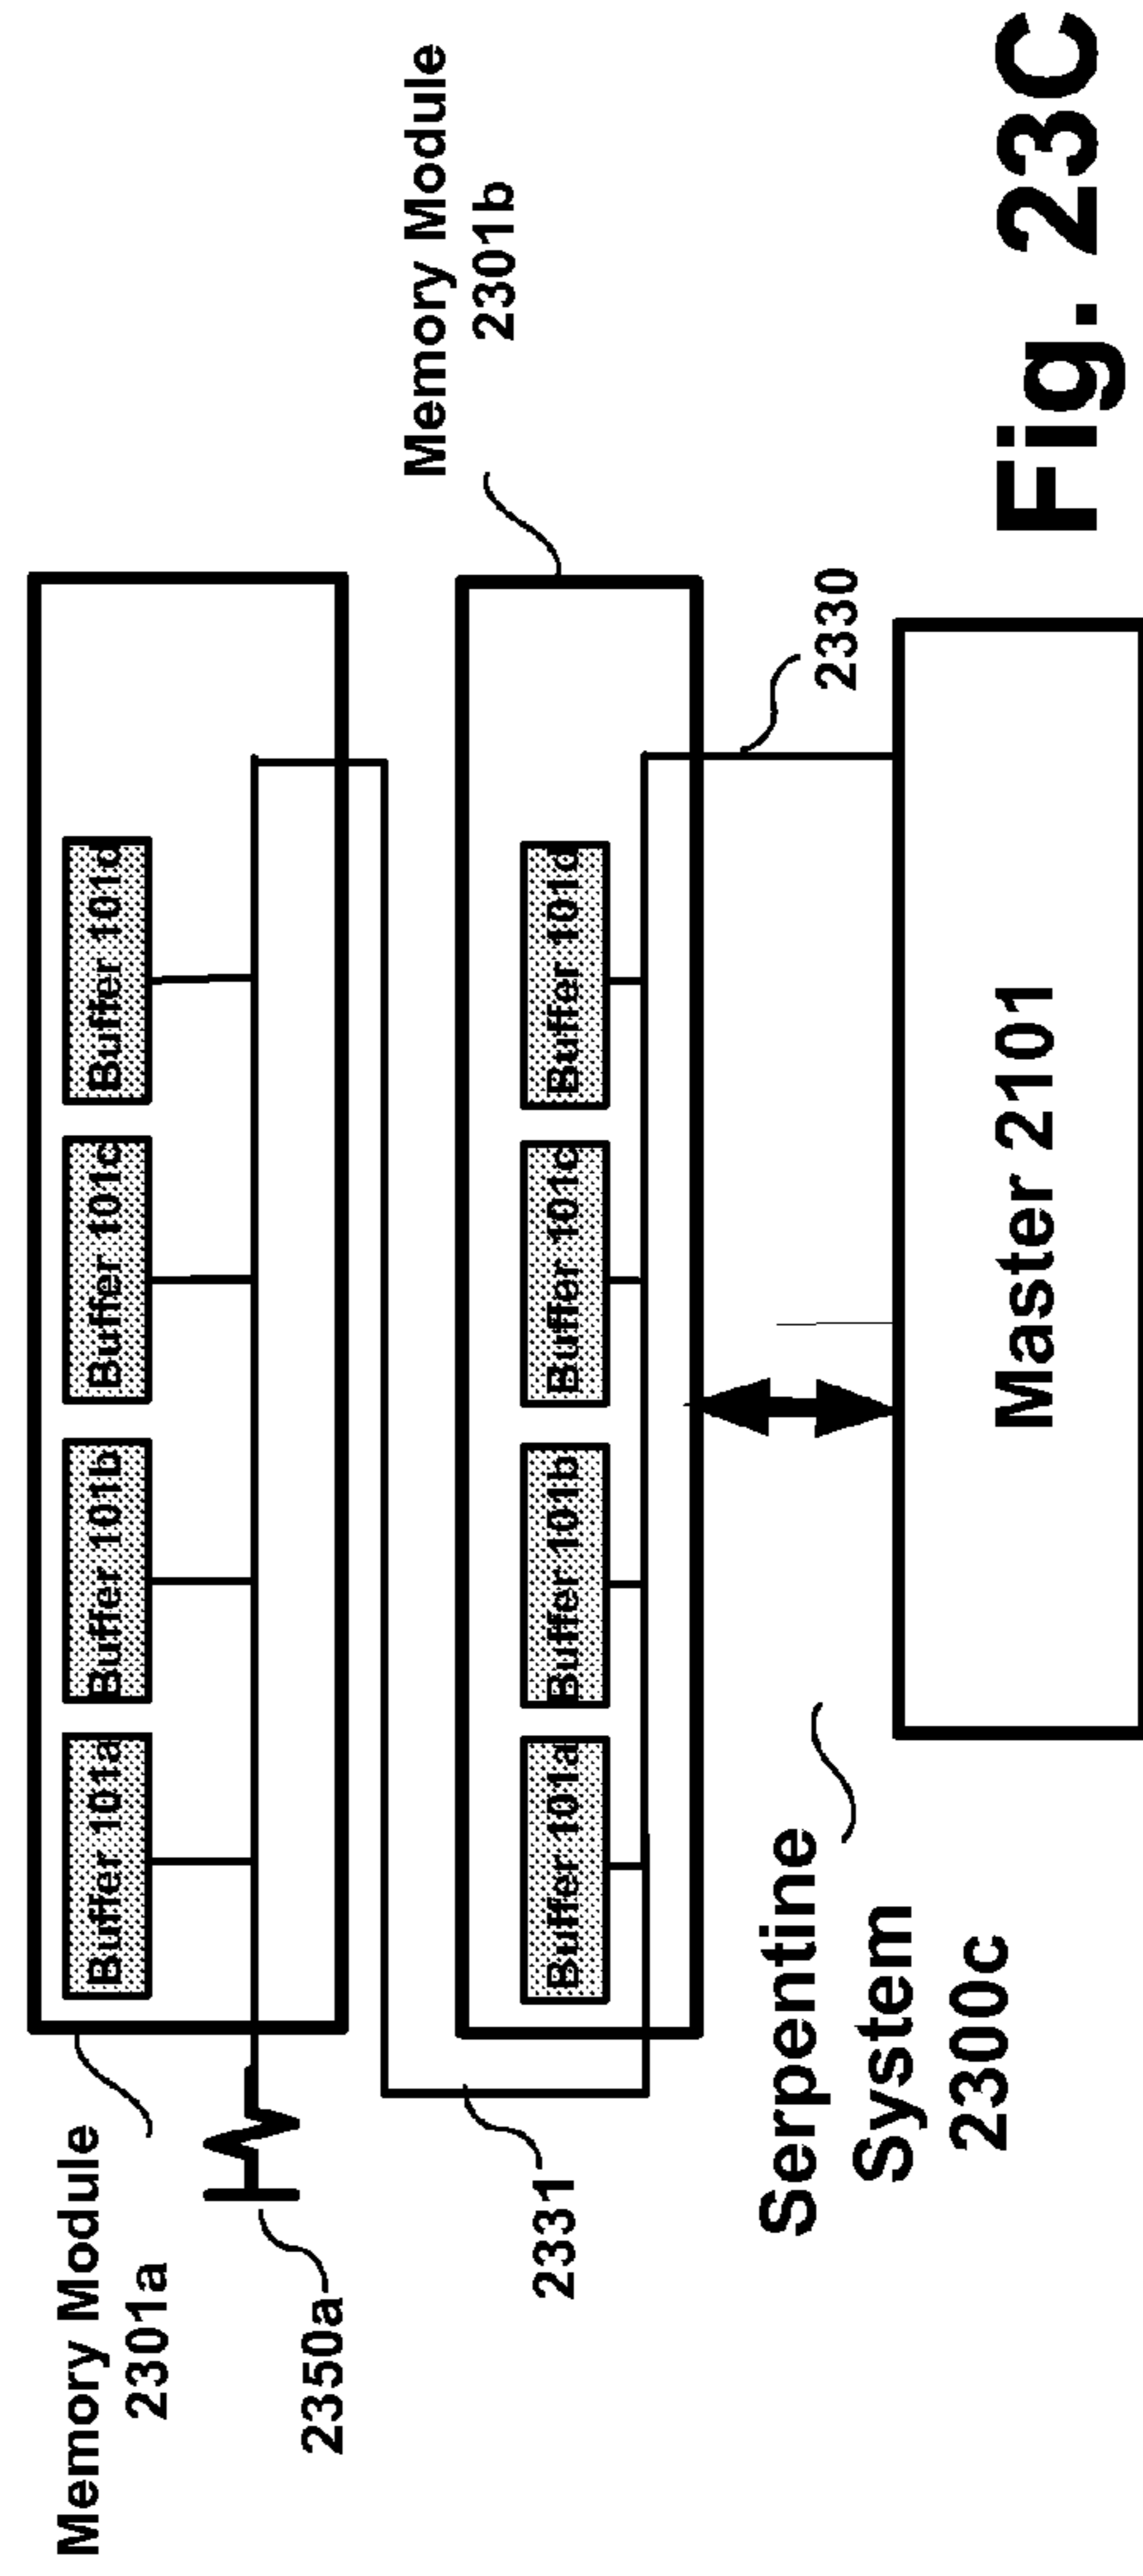 Memory Module
2301a
Buffer 101a
Buffer 101b
Buffer 101c
Buffer 101d
2350a
2331
Memory Module
2301b
Buffer 101a
Buffer 101b
Buffer 101c
Buffer 101d
2330
Serpentine
System
2300c
Master 2101
Fig. 23C